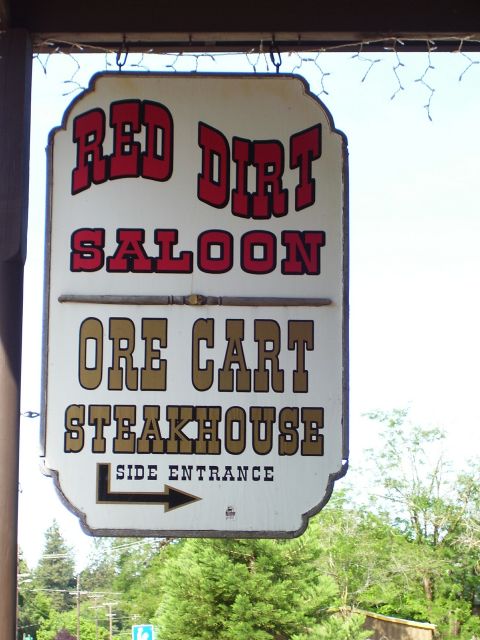 RED DIRT
SALOON
ORE CART
STEAKHOUSE
SIDE ENTRANCE